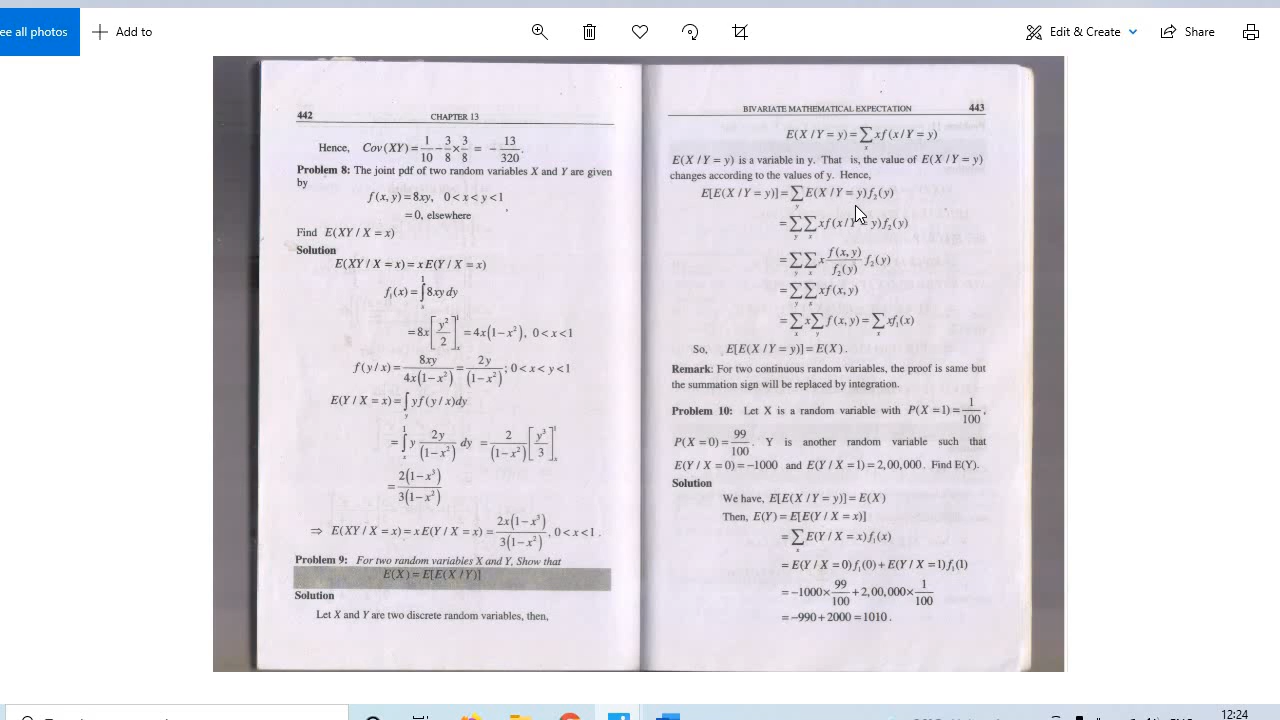 ee all photos
Add to
Edit & Create
Share
442
CHAPTER 13
Hence, Cov(XY) = 1/10 − 3/8 × 3/8 = − 13/320.
Problem 8: The joint pdf of two random variables X and Y are given
by
f(x, y) = 8xy, 0 < x < y < 1
= 0, elsewhere
Find E(XY / X = x)
Solution
E(XY / X = x) = x E(Y / X = x)
f₁(x) = ∫ₓ¹ 8xy dy
= 8x [y²/2]ₓ¹ = 4x(1 − x²), 0 < x < 1
f(y / x) = 8xy / 4x(1 − x²) = 2y / (1 − x²); 0 < x < y < 1
E(Y / X = x) = ∫_y y f(y / x) dy
= ∫ₓ¹ y 2y / (1 − x²) dy = 2 / (1 − x²) [y³/3]ₓ¹
= 2(1 − x³) / 3(1 − x²)
⇒ E(XY / X = x) = x E(Y / X = x) = 2x(1 − x³) / 3(1 − x²), 0 < x < 1.
Problem 9: For two random variables X and Y, Show that
E(X) = E[E(X / Y)]
Solution
Let X and Y are two discrete random variables, then,
BIVARIATE MATHEMATICAL EXPECTATION
443
E(X / Y = y) = ∑ₓ x f(x / Y = y)
E(X / Y = y) is a variable in y. That is, the value of E(X / Y = y)
changes according to the values of y. Hence,
E[E(X / Y = y)] = ∑_y E(X / Y = y) f₂(y)
= ∑_y ∑ₓ x f(x / Y = y) f₂(y)
= ∑_y ∑ₓ x f(x, y) / f₂(y) f₂(y)
= ∑_y ∑ₓ x f(x, y)
= ∑ₓ x ∑_y f(x, y) = ∑ₓ x f₁(x)
So, E[E(X / Y = y)] = E(X).
Remark: For two continuous random variables, the proof is same but
the summation sign will be replaced by integration.
Problem 10: Let X is a random variable with P(X = 1) = 1/100,
P(X = 0) = 99/100. Y is another random variable such that
E(Y / X = 0) = −1000 and E(Y / X = 1) = 2,00,000. Find E(Y).
Solution
We have, E[E(X / Y = y)] = E(X)
Then, E(Y) = E[E(Y / X = x)]
= ∑ₓ E(Y / X = x) f₁(x)
= E(Y / X = 0) f₁(0) + E(Y / X = 1) f₁(1)
= −1000 × 99/100 + 2,00,000 × 1/100
= −990 + 2000 = 1010.
12:24